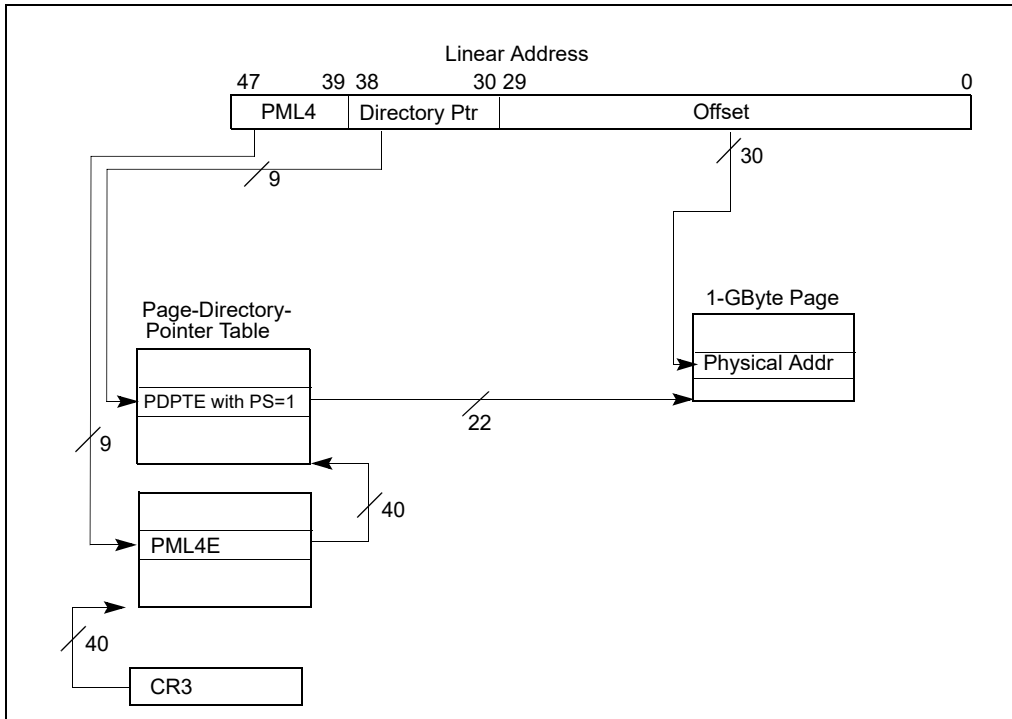 Linear Address
47 39 38 30 29 0
PML4 Directory Ptr Offset
9
30
1-GByte Page
Physical Addr
Page-Directory-
Pointer Table
PDPTE with PS=1
22
9
40
PML4E
40
CR3